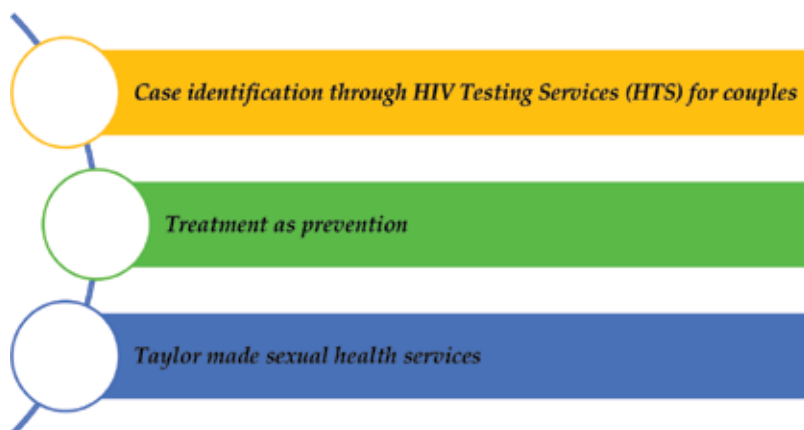 Case identification through HIV Testing Services (HTS) for couples
Treatment as prevention
Taylor made sexual health services